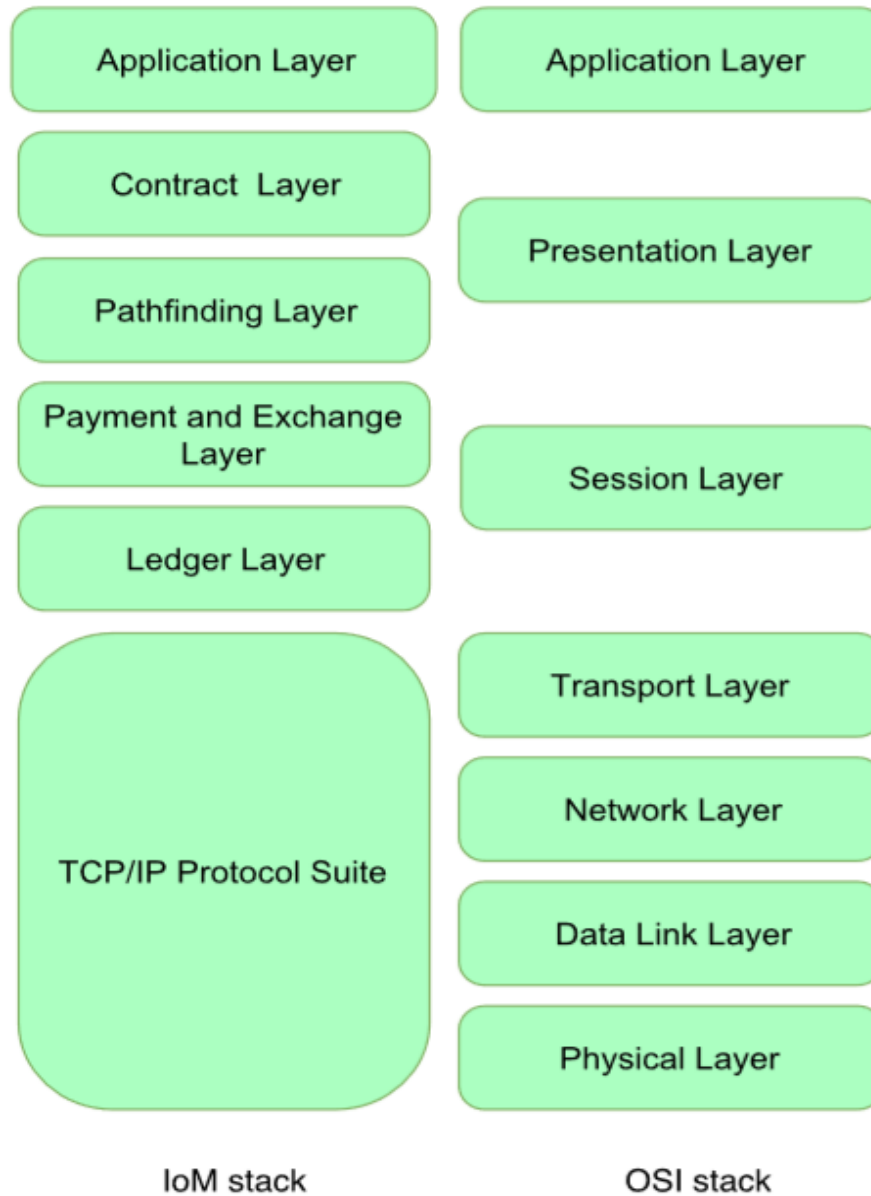 Application Layer
Contract  Layer
Pathfinding Layer
Payment and Exchange
Layer
Ledger Layer
TCP/IP Protocol Suite
IoM stack
Application Layer
Presentation Layer
Session Layer
Transport Layer
Network Layer
Data Link Layer
Physical Layer
OSI stack